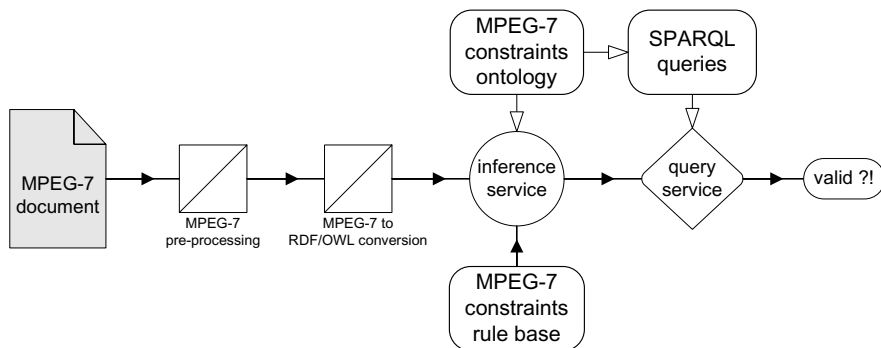 MPEG-7
constraints
ontology
SPARQL
queries
MPEG-7
document
MPEG-7
pre-processing
MPEG-7 to
RDF/OWL conversion
inference
service
query
service
valid ?!
MPEG-7
constraints
rule base